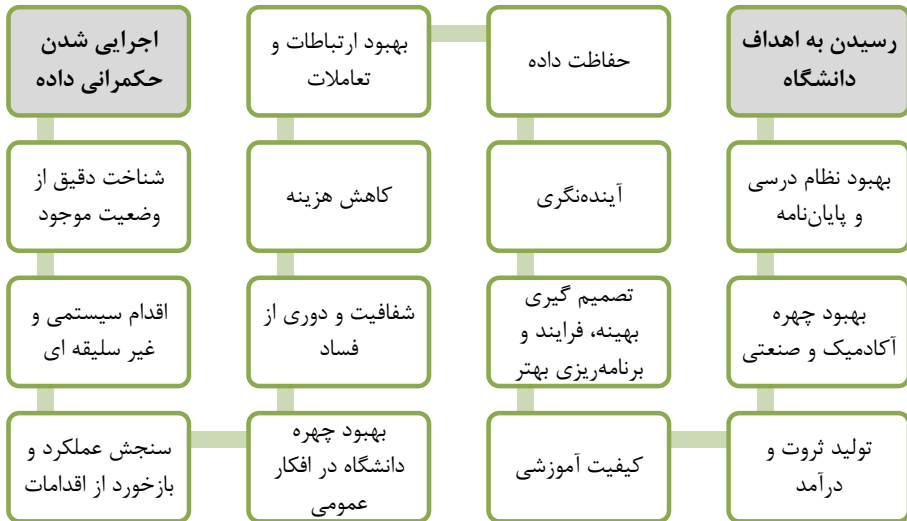 اجرایی شدن
حکمرانی داده
شناخت دقیق از
وضعیت موجود
اقدام سیستمی و
غیر سلیقه ای
سنجش عملکرد و
بازخورد از اقدامات
بهبود چهره
دانشگاه در افکار
عمومی
شفافیت و دوری از
فساد
کاهش هزینه
بهبود ارتباطات و
تعاملات
حفاظت داده
آینده‌نگری
تصمیم گیری
بهینه، فرایند و
برنامه‌ریزی بهتر
کیفیت آموزشی
تولید ثروت و
درآمد
بهبود چهره
آکادمیک و صنعتی
بهبود نظام درسی
و پایان‌نامه
رسیدن به اهداف
دانشگاه